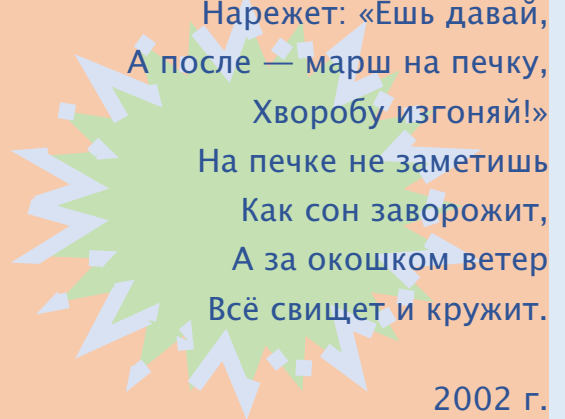 Нарежет: «Ешь давай,
А после — марш на печку,
Хворобу изгоняй!»
На печке не заметишь
Как сон заворожит,
А за окошком ветер
Всё свищет и кружит.
2002 г.